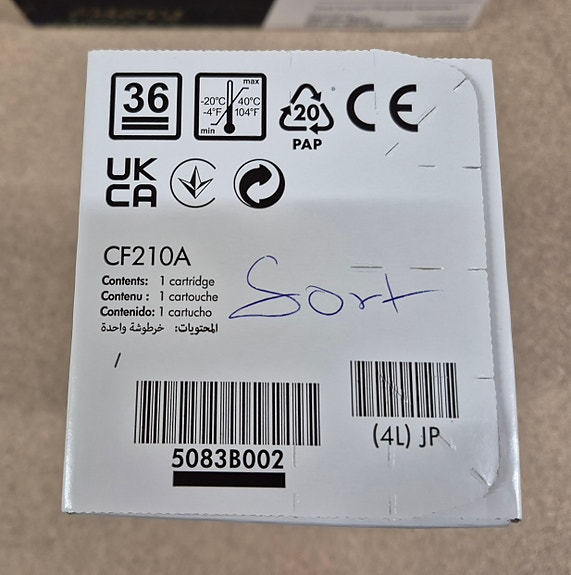 36
max
-20°C 40°C
-4°F 104°F
min
20
PAP
CE
UK
CA
CF210A
Contents: 1 cartridge
Contenu : 1 cartouche
Contenido: 1 cartucho
المحتويات: خرطوشة واحدة
Sort
5083B002
(4L) JP